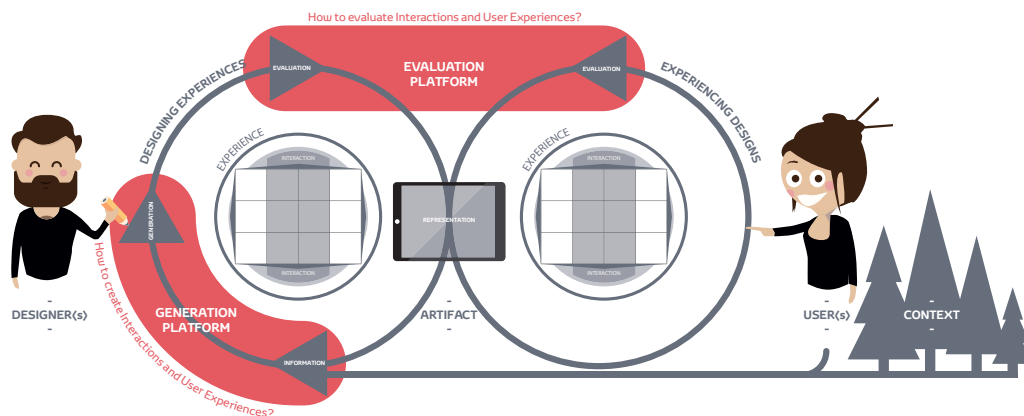 How to evaluate Interactions and User Experiences?
EVALUATION
EVALUATION
PLATFORM
EVALUATION
DESIGNING EXPERIENCES
EXPERIENCING DESIGNS
EXPERIENCE
INTERACTION
INTERACTION
EXPERIENCE
INTERACTION
INTERACTION
REPRESENTATION
GENERATION
How to create Interactions and User Experiences?
GENERATION
PLATFORM
INFORMATION
-
DESIGNER(s)
-
-
ARTIFACT
-
-
USER(s)
-
-
CONTEXT
-